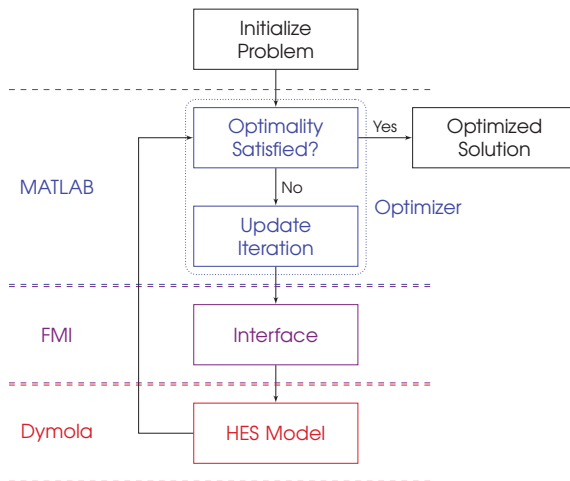 Initialize
Problem
Optimality
Satisfied?
Yes
Optimized
Solution
MATLAB
No
Optimizer
Update
Iteration
FMI
Interface
Dymola
HES Model